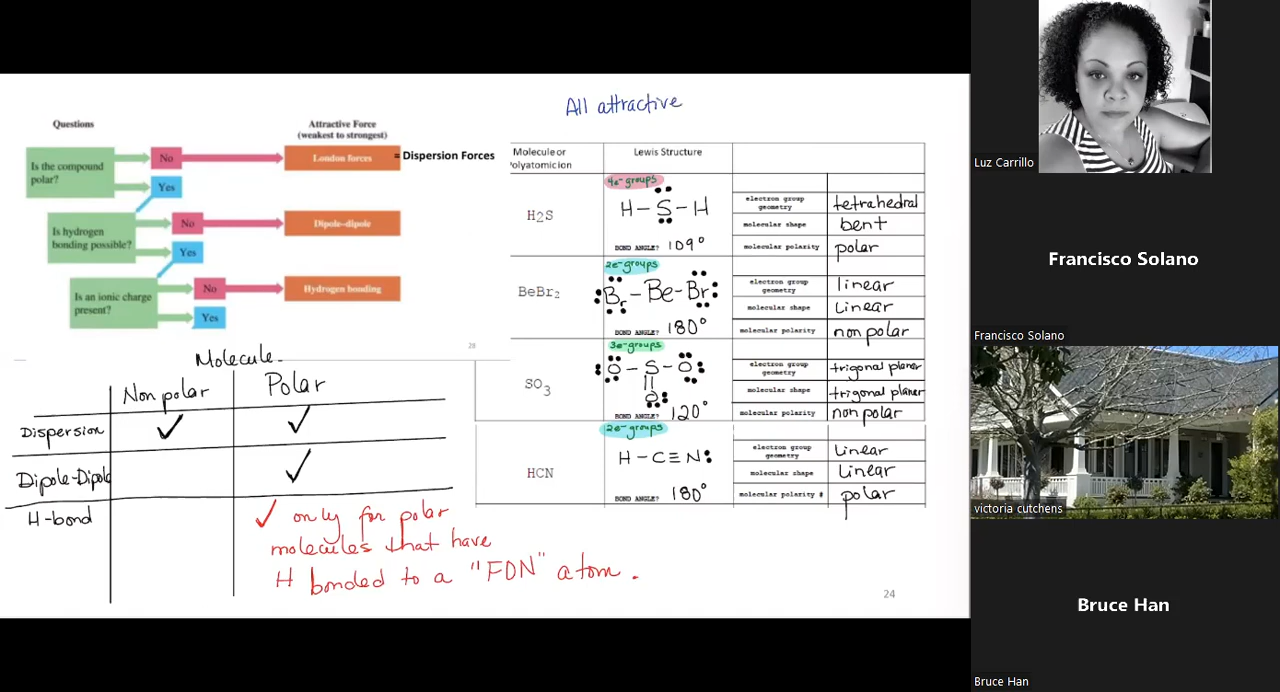 All attractive
Questions
Attractive Force
(weakest to strongest)
Is the compound
polar?
No
London forces
= Dispersion Forces
Yes
Is hydrogen
bonding possible?
No
Dipole–dipole
Yes
Is an ionic charge
present?
No
Hydrogen bonding
Yes
28
Molecule
Non polar
Polar
Dispersion
✓
✓
Dipole-Dipole
✓
H-bond
✓ only for polar
molecules that have
H bonded to a "FON" atom.
Molecule or
Polyatomic ion
Lewis Structure
H2S
4e- groups
H – S – H
BOND ANGLE? 109°
electron group
geometry
tetrahedral
molecular shape
bent
molecular polarity
polar
BeBr2
2e- groups
Br – Be – Br
BOND ANGLE? 180°
electron group
geometry
linear
molecular shape
Linear
molecular polarity
non polar
SO3
3e- groups
O – S – O
O
BOND ANGLE? 120°
electron group
geometry
trigonal planer
molecular shape
trigonal planer
molecular polarity
non polar
HCN
2e- groups
H – C ≡ N:
BOND ANGLE? 180°
electron group
geometry
Linear
molecular shape
Linear
molecular polarity #
polar
24
Luz Carrillo
Francisco Solano
Francisco Solano
victoria cutchens
Bruce Han
Bruce Han